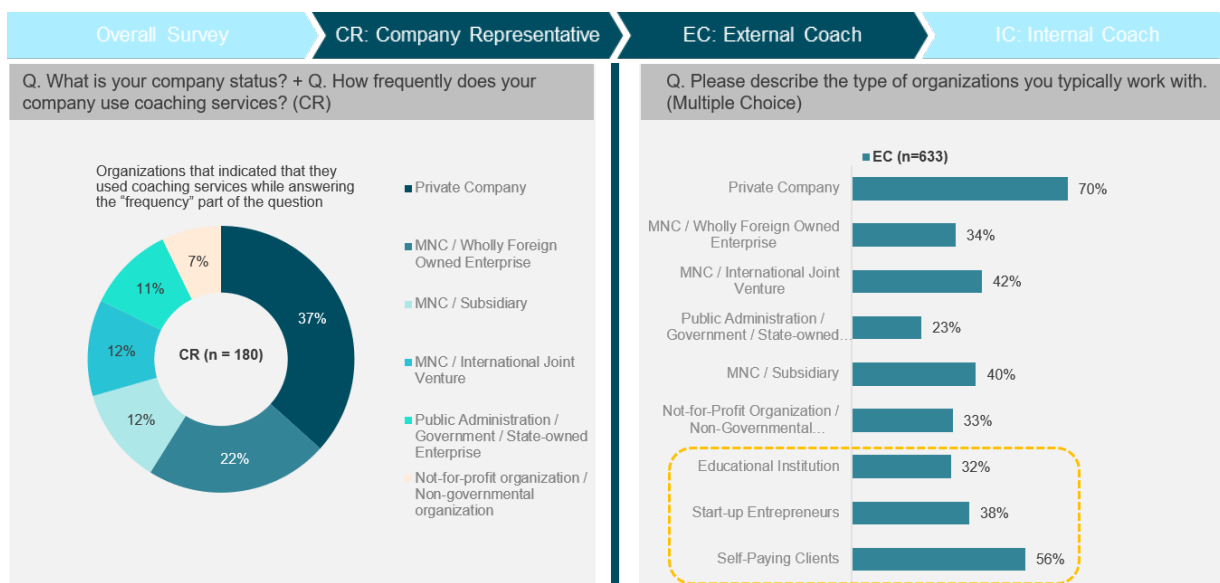 Overall Survey
CR: Company Representative
EC: External Coach
IC: Internal Coach
Q. What is your company status? + Q. How frequently does your
company use coaching services? (CR)
Organizations that indicated that they
used coaching services while answering
the “frequency” part of the question
37%
22%
12%
12%
11%
7%
CR (n = 180)
Private Company
MNC / Wholly Foreign
Owned Enterprise
MNC / Subsidiary
MNC / International Joint
Venture
Public Administration /
Government / State-owned
Enterprise
Not-for-profit organization /
Non-governmental
organization
Q. Please describe the type of organizations you typically work with.
(Multiple Choice)
EC (n=633)
Private Company
70%
MNC / Wholly Foreign Owned
Enterprise
34%
MNC / International Joint
Venture
42%
Public Administration /
Government / State-owned...
23%
MNC / Subsidiary
40%
Not-for-Profit Organization /
Non-Governmental...
33%
Educational Institution
32%
Start-up Entrepreneurs
38%
Self-Paying Clients
56%